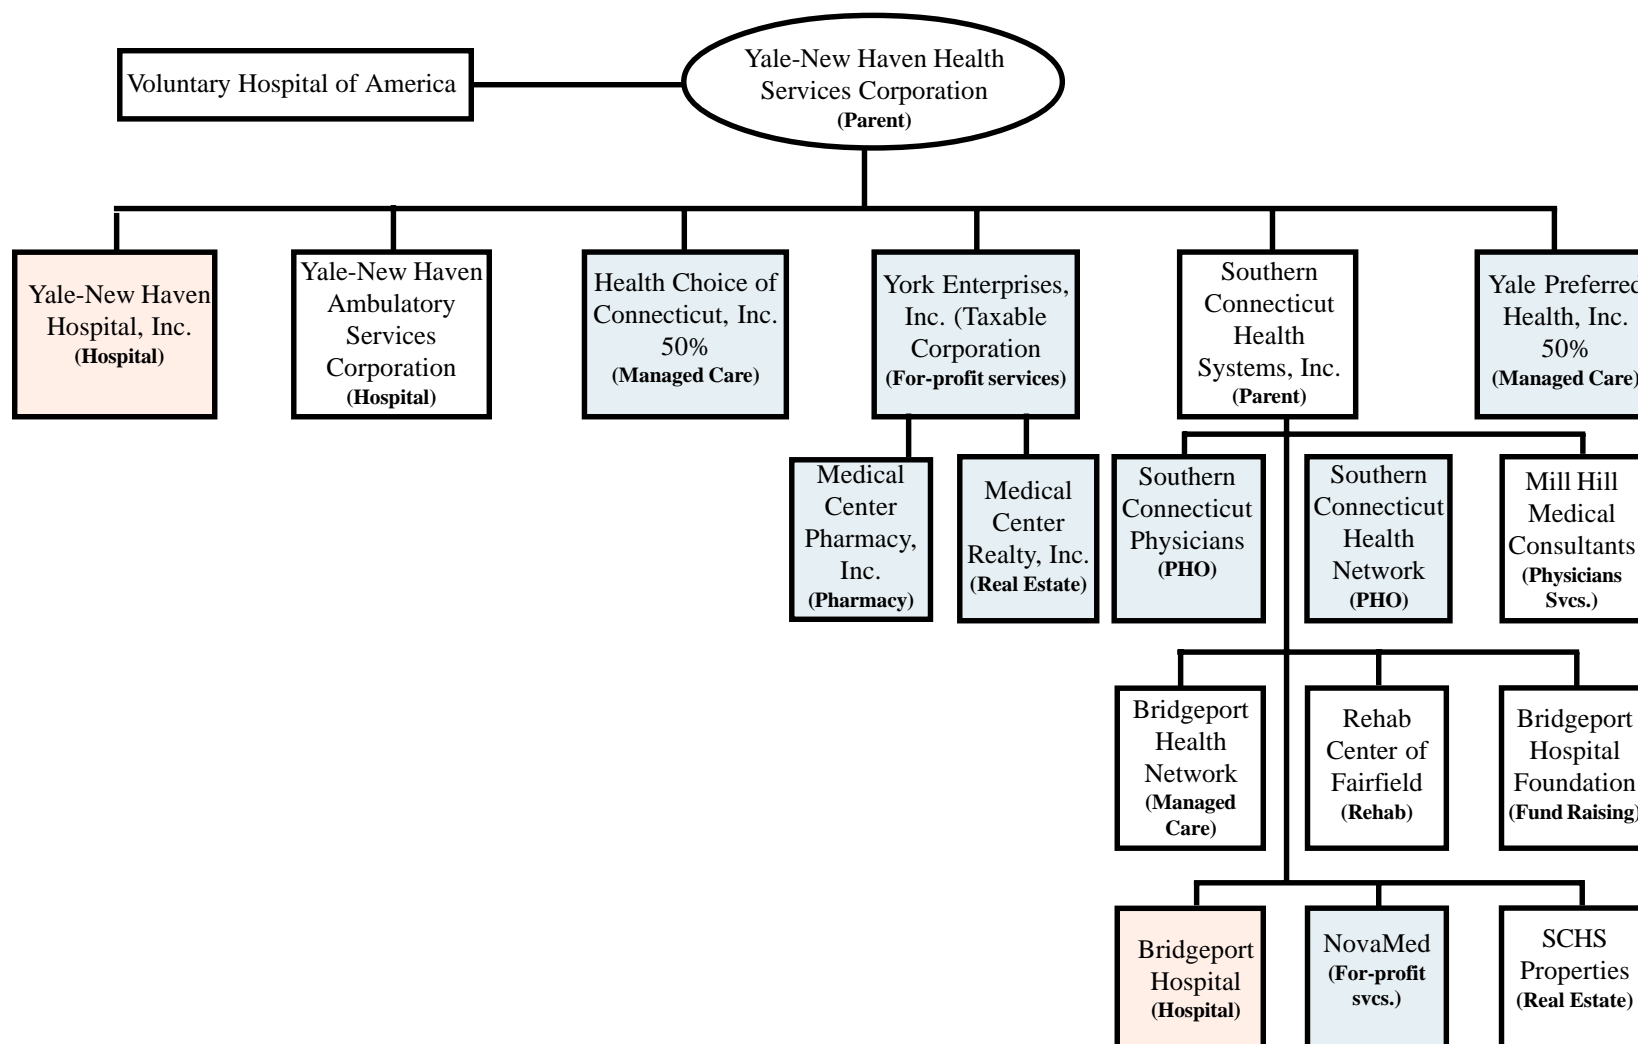 Voluntary Hospital of America
Yale-New Haven Health
Services Corporation
(Parent)
Yale-New Haven
Hospital, Inc.
(Hospital)
Yale-New Haven
Ambulatory
Services
Corporation
(Hospital)
Health Choice of
Connecticut, Inc.
50%
(Managed Care)
York Enterprises,
Inc. (Taxable
Corporation
(For-profit services)
Southern
Connecticut
Health
Systems, Inc.
(Parent)
Yale Preferred
Health, Inc.
50%
(Managed Care)
Medical
Center
Pharmacy,
Inc.
(Pharmacy)
Medical
Center
Realty, Inc.
(Real Estate)
Southern
Connecticut
Physicians
(PHO)
Southern
Connecticut
Health
Network
(PHO)
Mill Hill
Medical
Consultants
(Physicians
Svcs.)
Bridgeport
Health
Network
(Managed
Care)
Rehab
Center of
Fairfield
(Rehab)
Bridgeport
Hospital
Foundation
(Fund Raising)
Bridgeport
Hospital
(Hospital)
NovaMed
(For-profit
svcs.)
SCHS
Properties
(Real Estate)